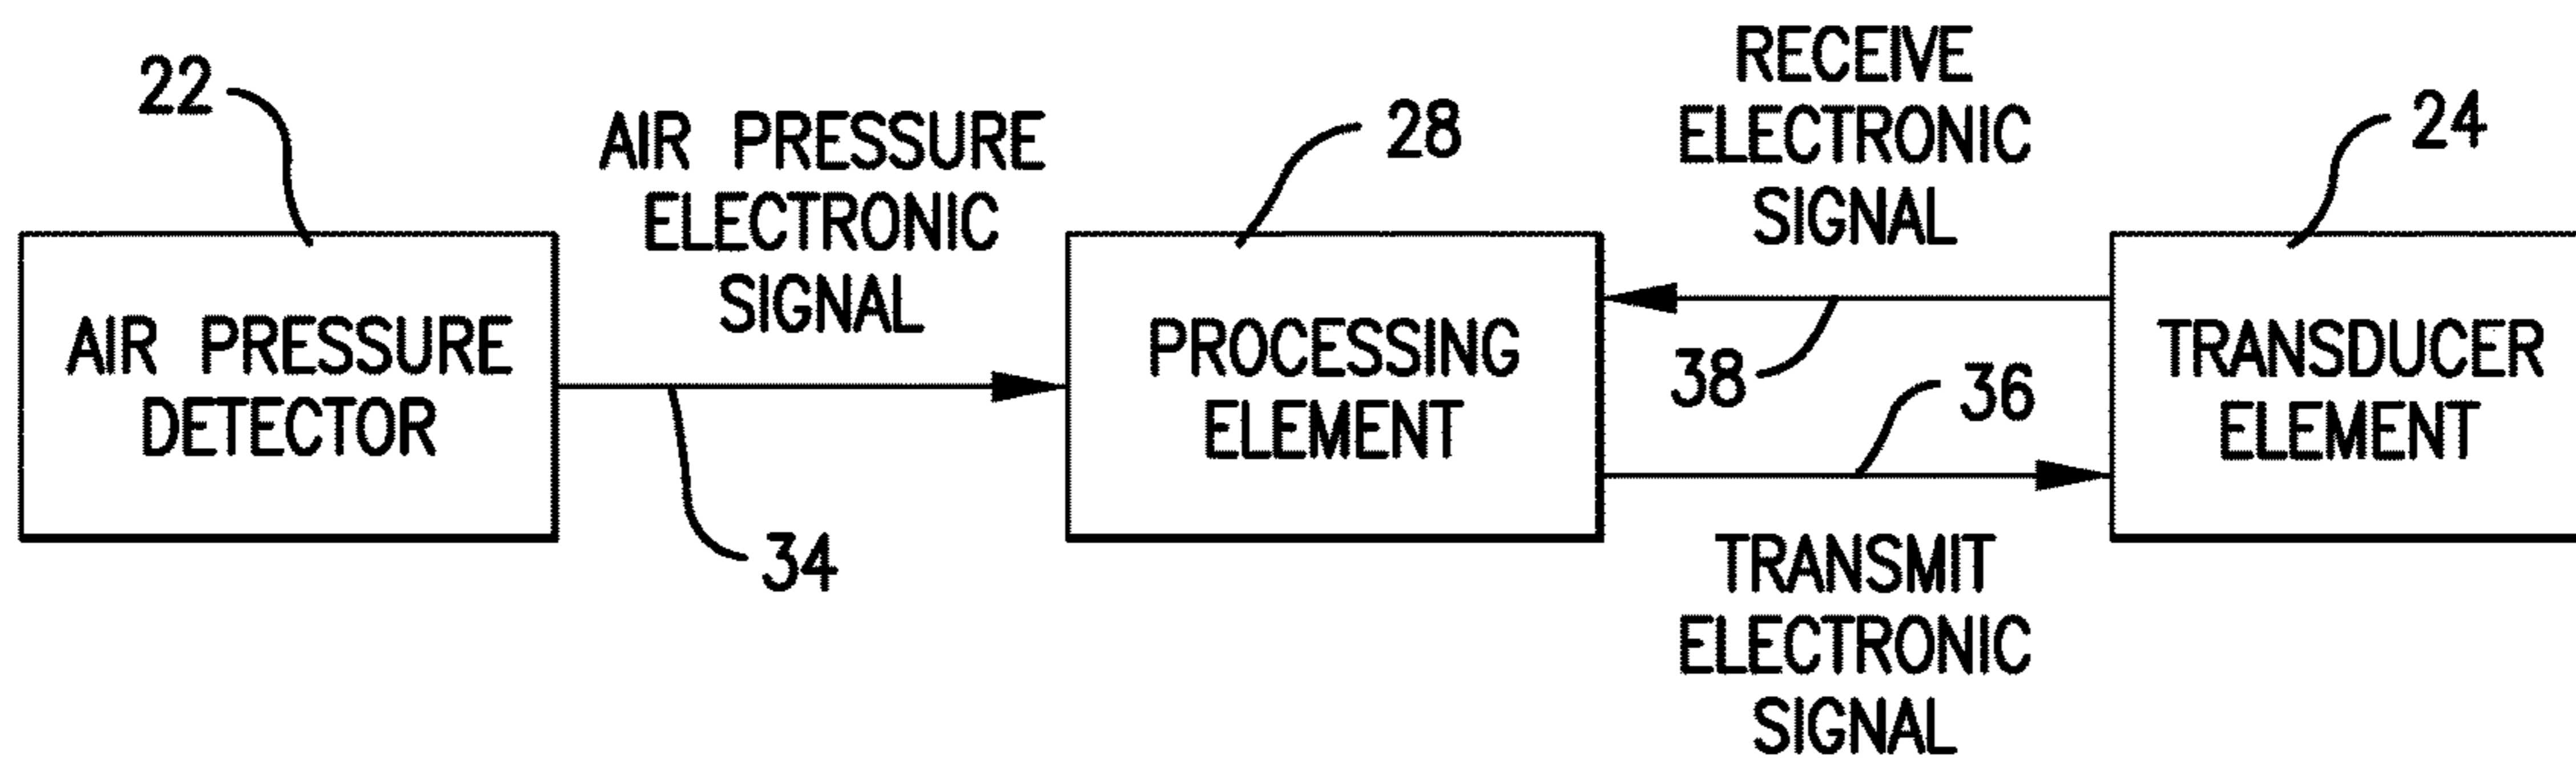 22
AIR PRESSURE
ELECTRONIC
SIGNAL
28
RECEIVE
ELECTRONIC
SIGNAL
24
AIR PRESSURE
DETECTOR
34
PROCESSING
ELEMENT
38
36
TRANSDUCER
ELEMENT
TRANSMIT
ELECTRONIC
SIGNAL